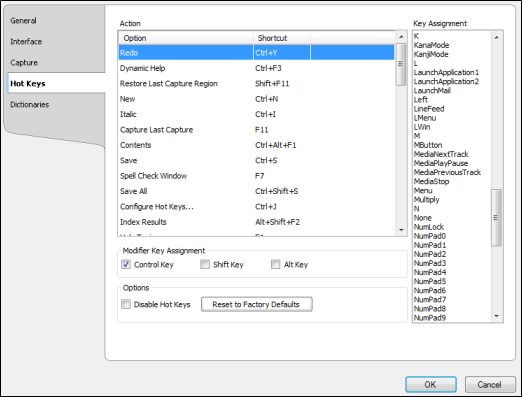 General
Interface
Capture
Hot Keys
Dictionaries
Action
Option Shortcut
Redo Ctrl+Y
Dynamic Help Ctrl+F3
Restore Last Capture Region Shift+F11
New Ctrl+N
Italic Ctrl+I
Capture Last Capture F11
Contents Ctrl+Alt+F1
Save Ctrl+S
Spell Check Window F7
Save All Ctrl+Shift+S
Configure Hot Keys... Ctrl+J
Index Results Alt+Shift+F2
Modifier Key Assignment
Control Key Shift Key Alt Key
Options
Disable Hot Keys Reset to Factory Defaults
Key Assignment
K
KanaMode
KanjiMode
L
LaunchApplication1
LaunchApplication2
LaunchMail
Left
LineFeed
LMenu
LWin
M
MButton
MediaNextTrack
MediaPlayPause
MediaPreviousTrack
MediaStop
Menu
Multiply
N
None
NumLock
NumPad0
NumPad1
NumPad2
NumPad3
NumPad4
NumPad5
NumPad6
NumPad7
NumPad8
NumPad9
OK Cancel